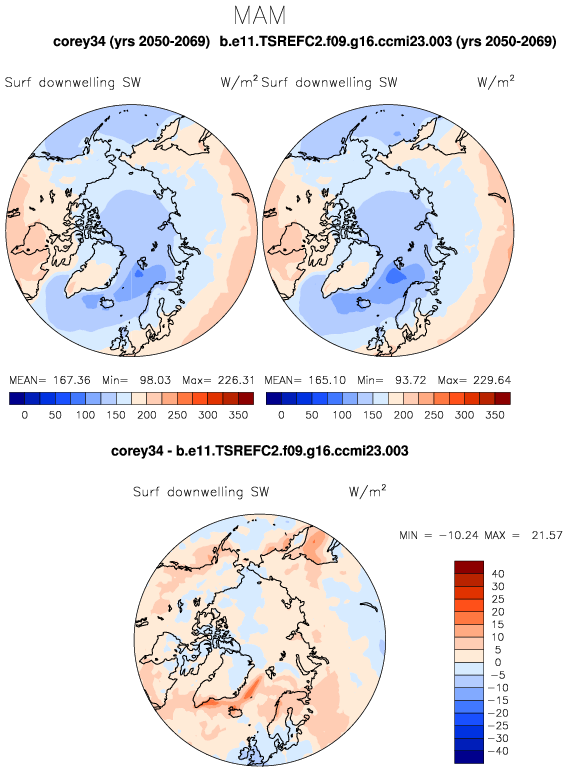 MAM
corey34 (yrs 2050-2069) b.e11.TSREFC2.f09.g16.ccmi23.003 (yrs 2050-2069)
Surf downwelling SW W/m² Surf downwelling SW W/m²
MEAN= 167.36 Min= 98.03 Max= 226.31 MEAN= 165.10 Min= 93.72 Max= 229.64
0 50 100 150 200 250 300 350 0 50 100 150 200 250 300 350
corey34 - b.e11.TSREFC2.f09.g16.ccmi23.003
Surf downwelling SW W/m²
MIN = -10.24 MAX = 21.57
40
30
25
20
15
10
5
0
-5
-10
-15
-20
-25
-30
-40